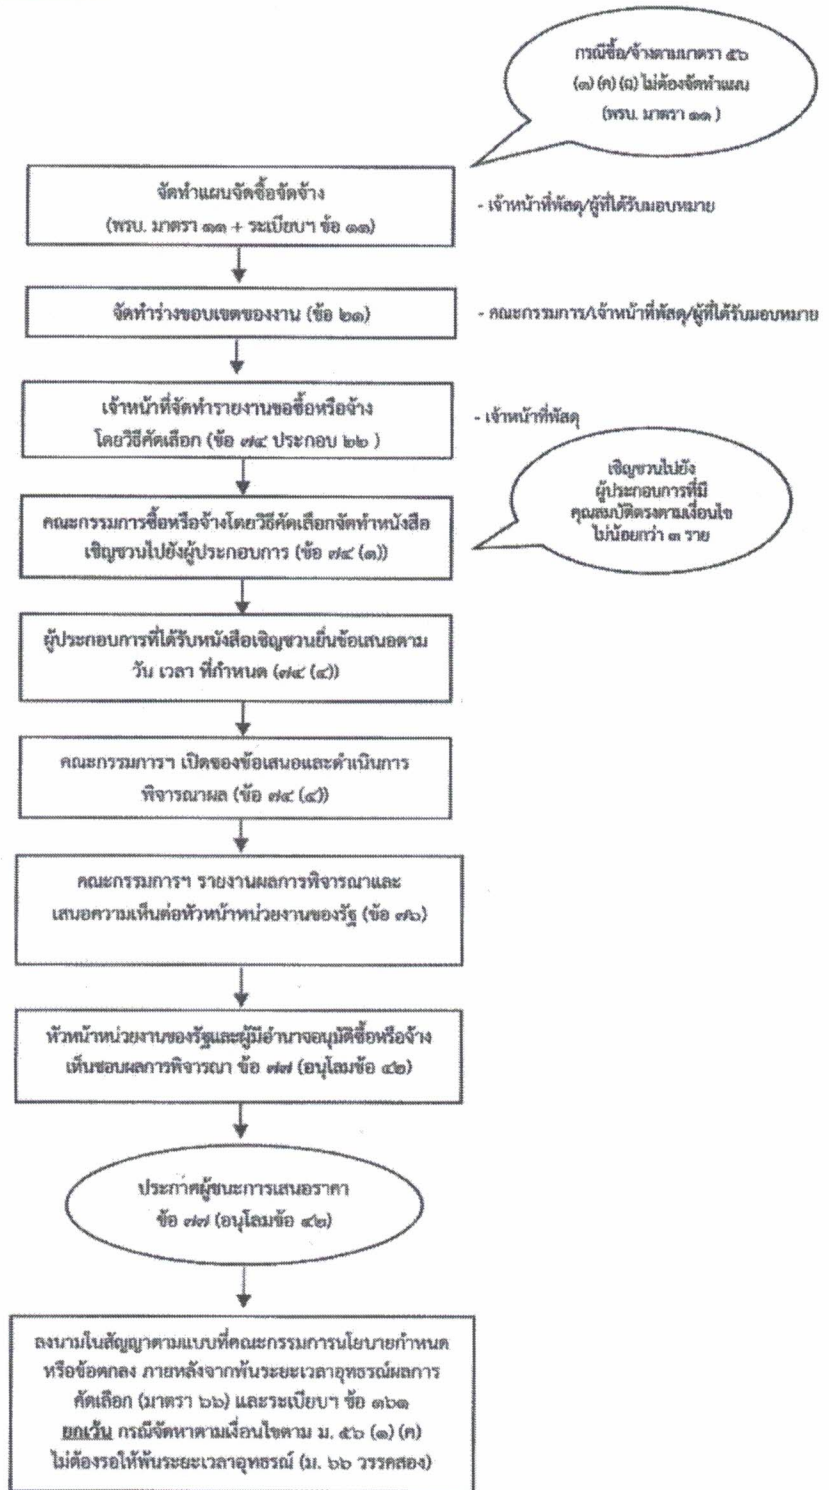 กรณีซื้อ/จ้างตามมาตรา ๕๖
(๑) (ค) (ฉ) ไม่ต้องจัดทำแผน
(พรบ. มาตรา ๑๑ )
จัดทำแผนจัดซื้อจัดจ้าง
(พรบ. มาตรา ๑๑ + ระเบียบฯ ข้อ ๑๑)
- เจ้าหน้าที่พัสดุ/ผู้ที่ได้รับมอบหมาย
จัดทำร่างขอบเขตของงาน (ข้อ ๒๑)
- คณะกรรมการ/เจ้าหน้าที่พัสดุ/ผู้ที่ได้รับมอบหมาย
เจ้าหน้าที่จัดทำรายงานขอซื้อหรือจ้าง
โดยวิธีคัดเลือก (ข้อ ๗๔ ประกอบ ๒๒ )
- เจ้าหน้าที่พัสดุ
เชิญชวนไปยัง
ผู้ประกอบการที่มี
คุณสมบัติตรงตามเงื่อนไข
ไม่น้อยกว่า ๓ ราย
คณะกรรมการซื้อหรือจ้างโดยวิธีคัดเลือกจัดทำหนังสือ
เชิญชวนไปยังผู้ประกอบการ (ข้อ ๗๔ (๑))
ผู้ประกอบการที่ได้รับหนังสือเชิญชวนยื่นข้อเสนอตาม
วัน เวลา ที่กำหนด (๗๔ (๔))
คณะกรรมการฯ เปิดซองข้อเสนอและดำเนินการ
พิจารณาผล (ข้อ ๗๔ (๔))
คณะกรรมการฯ รายงานผลการพิจารณาและ
เสนอความเห็นต่อหัวหน้าหน่วยงานของรัฐ (ข้อ ๗๖)
หัวหน้าหน่วยงานของรัฐและผู้มีอำนาจอนุมัติซื้อหรือจ้าง
เห็นชอบผลการพิจารณา ข้อ ๗๗ (อนุโลมข้อ ๔๒)
ประกาศผู้ชนะการเสนอราคา
ข้อ ๗๗ (อนุโลมข้อ ๔๒)
ลงนามในสัญญาตามแบบที่คณะกรรมการนโยบายกำหนด
หรือข้อตกลง ภายหลังจากพ้นระยะเวลาอุทธรณ์ผลการ
คัดเลือก (มาตรา ๖๖) และระเบียบฯ ข้อ ๑๖๑
ยกเว้น กรณีจัดหาตามเงื่อนไขตาม ม. ๕๖ (๑) (ค)
ไม่ต้องรอให้พ้นระยะเวลาอุทธรณ์ (ม. ๖๖ วรรคสอง)